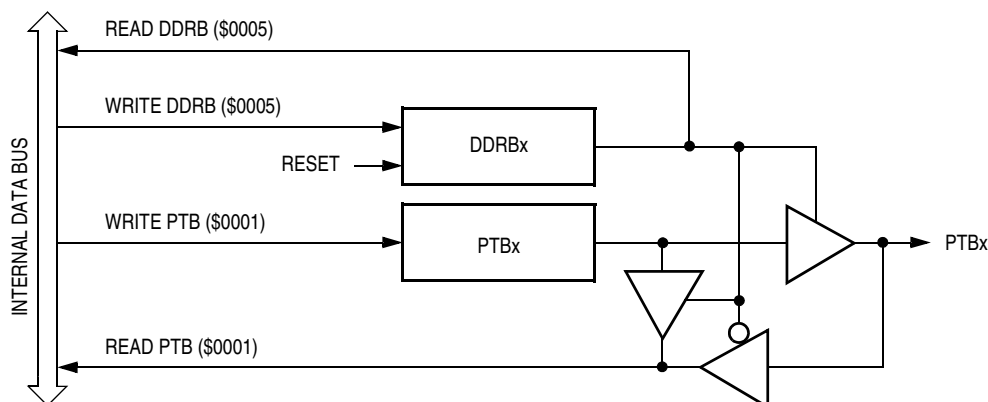 READ DDRB ($0005)
WRITE DDRB ($0005)
DDRBx
RESET
INTERNAL DATA BUS
WRITE PTB ($0001)
PTBx
PTBx
READ PTB ($0001)